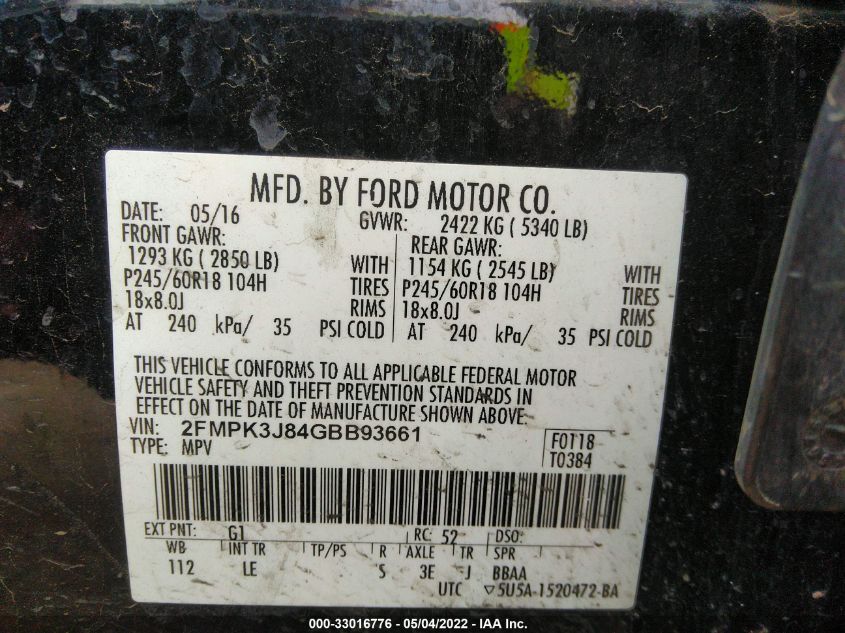 MFD. BY FORD MOTOR CO.
DATE: 05/16 GVWR: 2422 KG ( 5340 LB)
FRONT GAWR: REAR GAWR:
1293 KG ( 2850 LB) WITH 1154 KG ( 2545 LB) WITH
P245/60R18 104H TIRES P245/60R18 104H TIRES
18x8.0J RIMS 18x8.0J RIMS
AT 240 kPa/ 35 PSI COLD AT 240 kPa/ 35 PSI COLD
THIS VEHICLE CONFORMS TO ALL APPLICABLE FEDERAL MOTOR
VEHICLE SAFETY AND THEFT PREVENTION STANDARDS IN
EFFECT ON THE DATE OF MANUFACTURE SHOWN ABOVE.
VIN: 2FMPK3J84GBB93661 F0118
TYPE: MPV T0384
EXT PNT: G1 RC: 52 DSO:
WB INT TR TP/PS R AXLE TR SPR
112 LE S 3E J BBAA
UTC ▽5U5A-1520472-BA
000-33016776 - 05/04/2022 - IAA Inc.